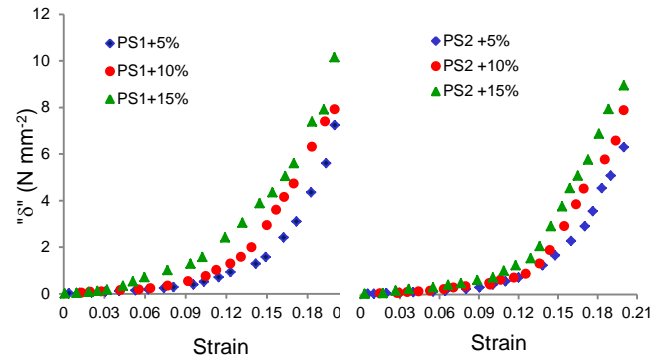 12
10
8
6
4
2
0
"δ" (N mm-2)
PS1+5%
PS1+10%
PS1+15%
0 0.03 0.06 0.09 0.12 0.15 0.18 0.
Strain
PS2 +5%
PS2 +10%
PS2 +15%
0 0.03 0.06 0.09 0.12 0.15 0.18 0.21
Strain